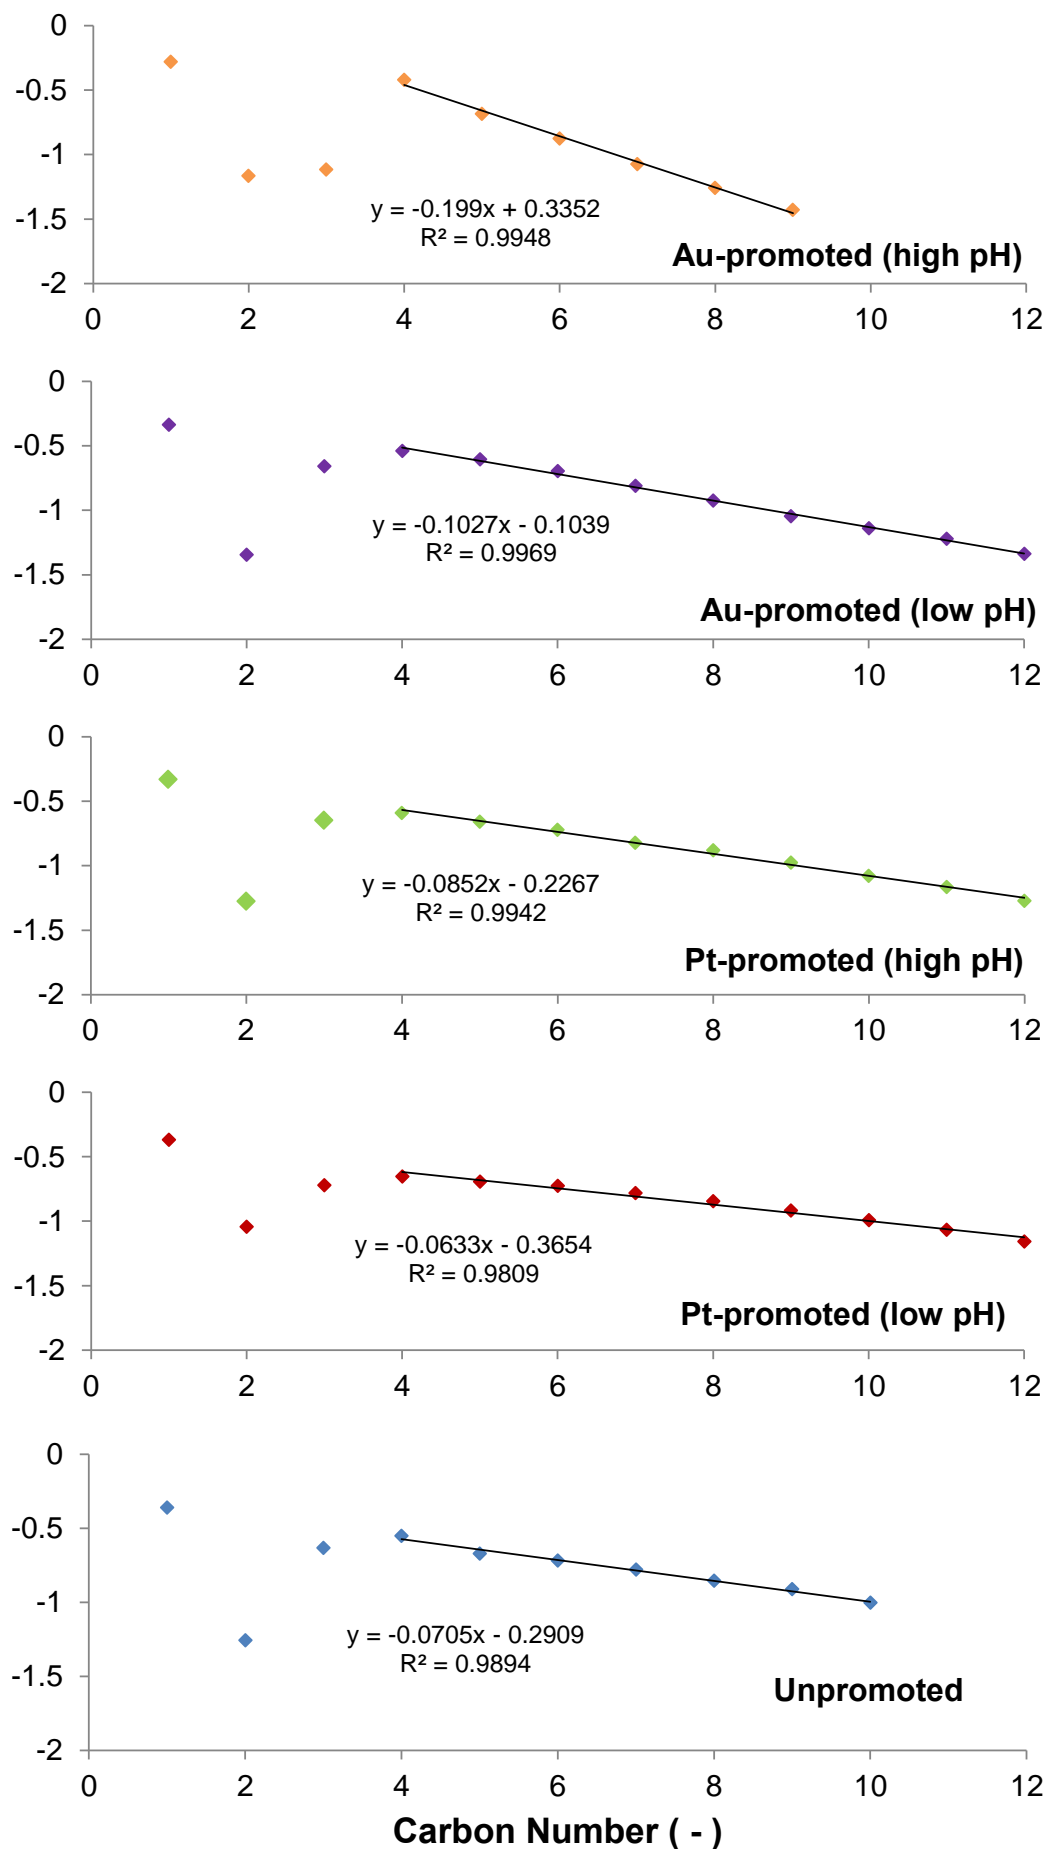 0
-0.5
-1
-1.5
-2
y = -0.199x + 0.3352
R² = 0.9948
Au-promoted (high pH)
0 2 4 6 8 10 12
0
-0.5
-1
-1.5
-2
y = -0.1027x - 0.1039
R² = 0.9969
Au-promoted (low pH)
0 2 4 6 8 10 12
0
-0.5
-1
-1.5
-2
y = -0.0852x - 0.2267
R² = 0.9942
Pt-promoted (high pH)
0 2 4 6 8 10 12
0
-0.5
-1
-1.5
-2
y = -0.0633x - 0.3654
R² = 0.9809
Pt-promoted (low pH)
0 2 4 6 8 10 12
0
-0.5
-1
-1.5
-2
y = -0.0705x - 0.2909
R² = 0.9894
Unpromoted
0 2 4 6 8 10 12
Carbon Number ( - )